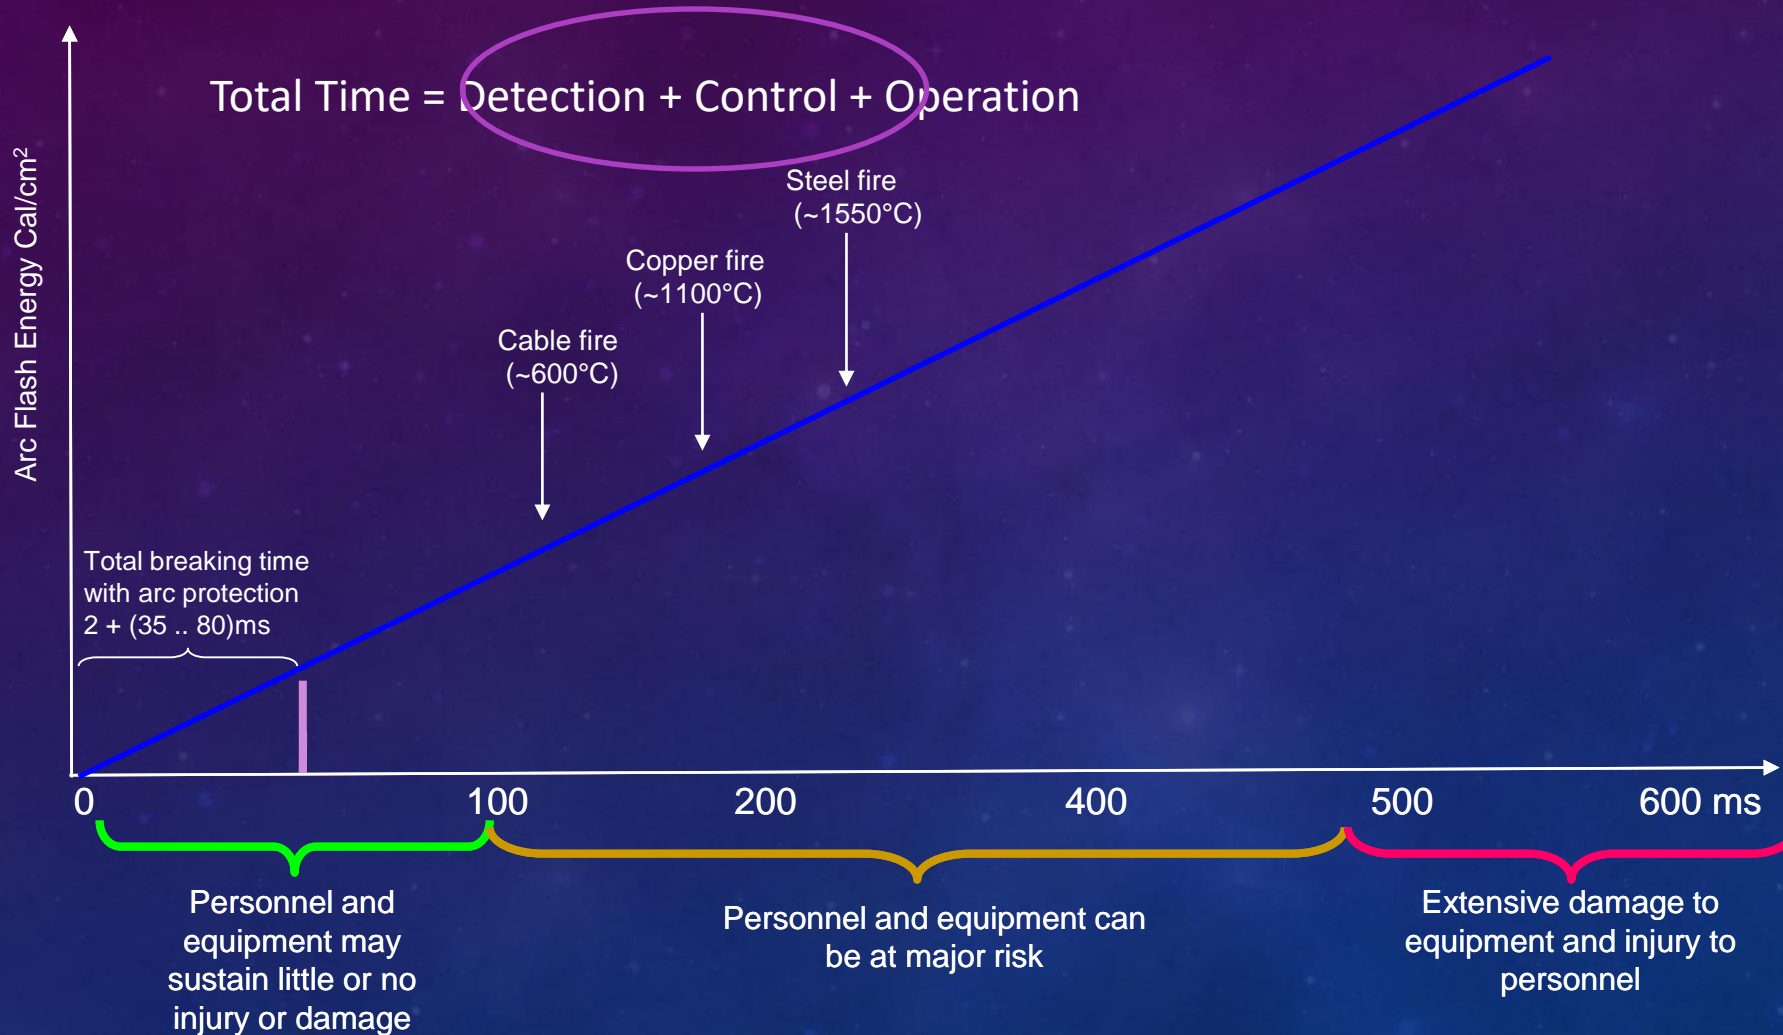 Total Time = Detection + Control + Operation
Arc Flash Energy Cal/cm²
Steel fire
(~1550°C)
Copper fire
(~1100°C)
Cable fire
(~600°C)
Total breaking time
with arc protection
2 + (35 .. 80)ms
0 100 200 400 500 600 ms
Personnel and
equipment may
sustain little or no
injury or damage
Personnel and equipment can
be at major risk
Extensive damage to
equipment and injury to
personnel